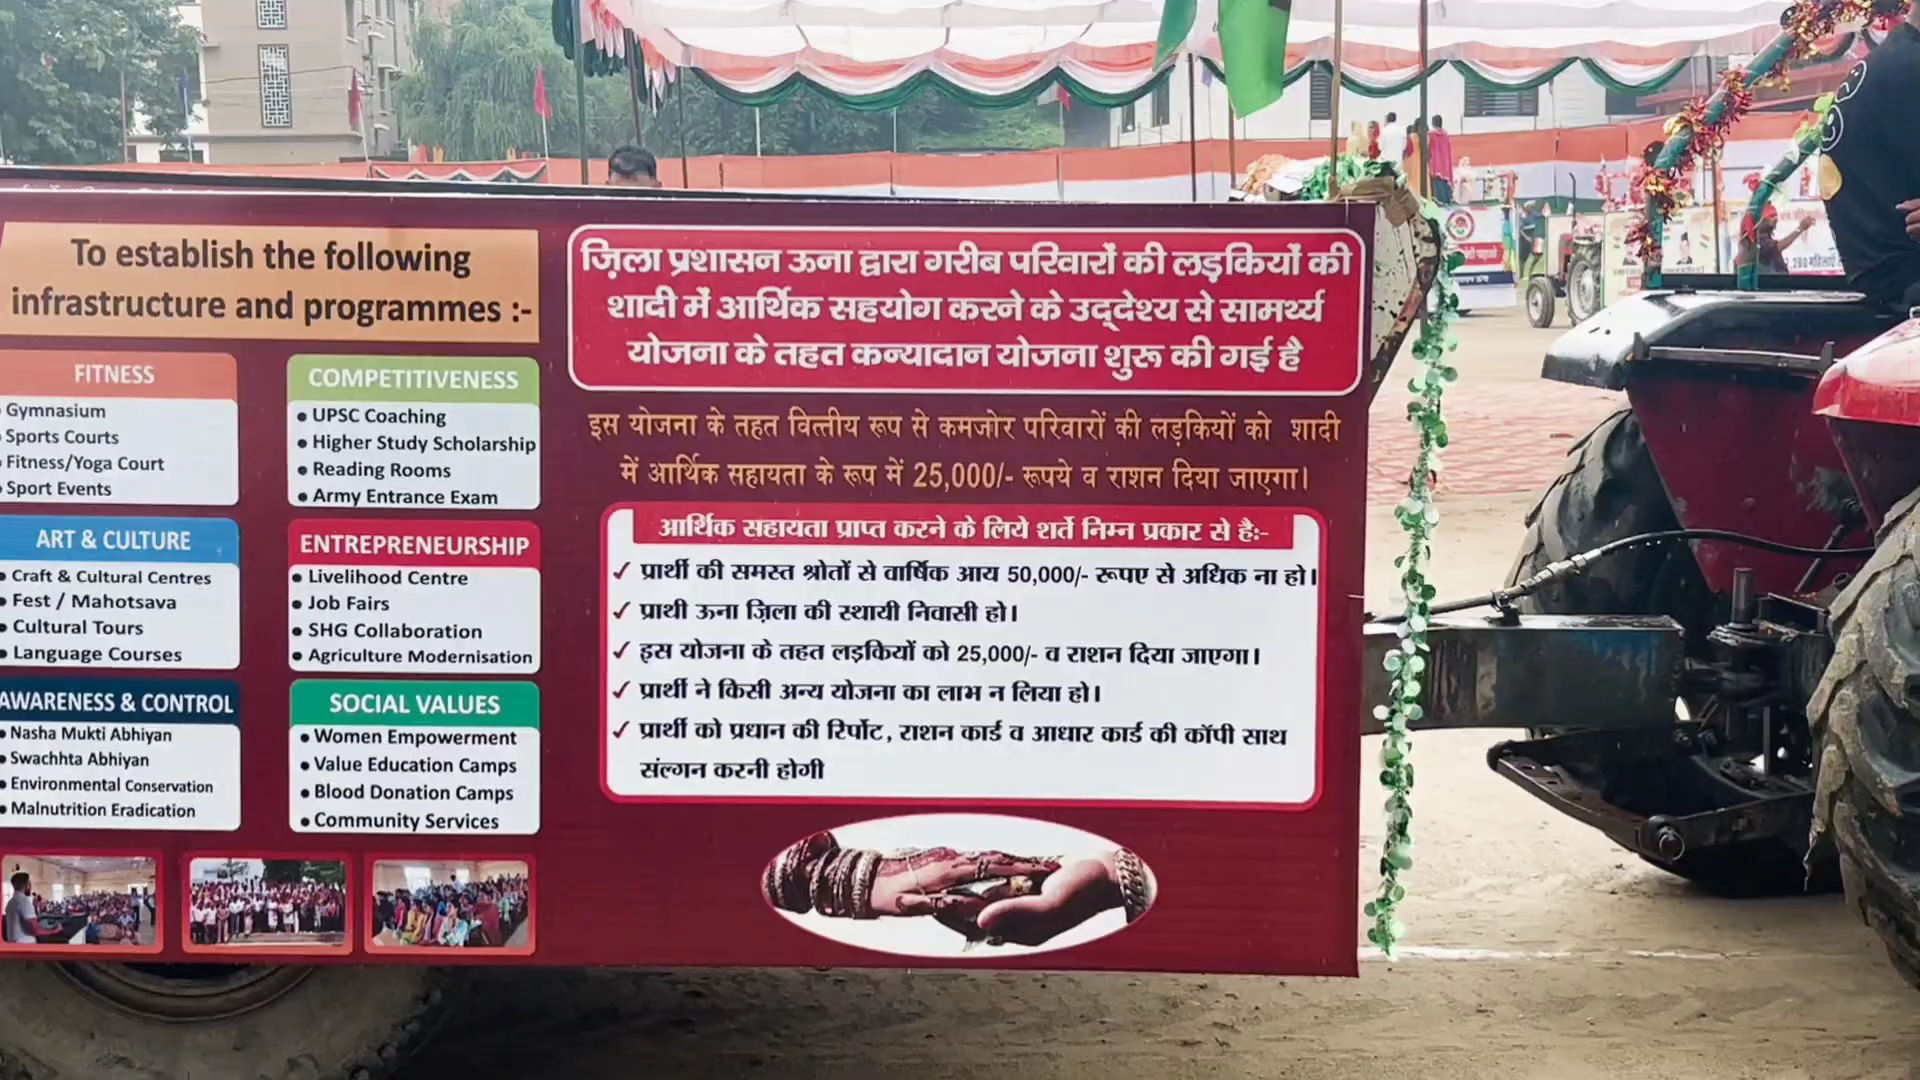 To establish the following
infrastructure and programmes :-
FITNESS
Gymnasium
Sports Courts
Fitness/Yoga Court
Sport Events
COMPETITIVENESS
• UPSC Coaching
• Higher Study Scholarship
• Reading Rooms
• Army Entrance Exam
ART & CULTURE
• Craft & Cultural Centres
• Fest / Mahotsava
• Cultural Tours
• Language Courses
ENTREPRENEURSHIP
• Livelihood Centre
• Job Fairs
• SHG Collaboration
• Agriculture Modernisation
AWARENESS & CONTROL
• Nasha Mukti Abhiyan
• Swachhta Abhiyan
• Environmental Conservation
• Malnutrition Eradication
SOCIAL VALUES
• Women Empowerment
• Value Education Camps
• Blood Donation Camps
• Community Services
ज़िला प्रशासन ऊना द्वारा गरीब परिवारों की लड़कियों की
शादी में आर्थिक सहयोग करने के उद्देश्य से सामर्थ्य
योजना के तहत कन्यादान योजना शुरू की गई है
इस योजना के तहत वित्तीय रूप से कमजोर परिवारों की लड़कियों को शादी
में आर्थिक सहायता के रूप में 25,000/- रूपये व राशन दिया जाएगा।
आर्थिक सहायता प्राप्त करने के लिये शर्ते निम्न प्रकार से है:-
✓ प्रार्थी की समस्त श्रोतों से वार्षिक आय 50,000/- रूपए से अधिक ना हो।
✓ प्राथी ऊना ज़िला की स्थायी निवासी हो।
✓ इस योजना के तहत लड़कियों को 25,000/- व राशन दिया जाएगा।
✓ प्रार्थी ने किसी अन्य योजना का लाभ न लिया हो।
✓ प्रार्थी को प्रधान की रिर्पोट, राशन कार्ड व आधार कार्ड की कॉपी साथ
संल्गन करनी होगी